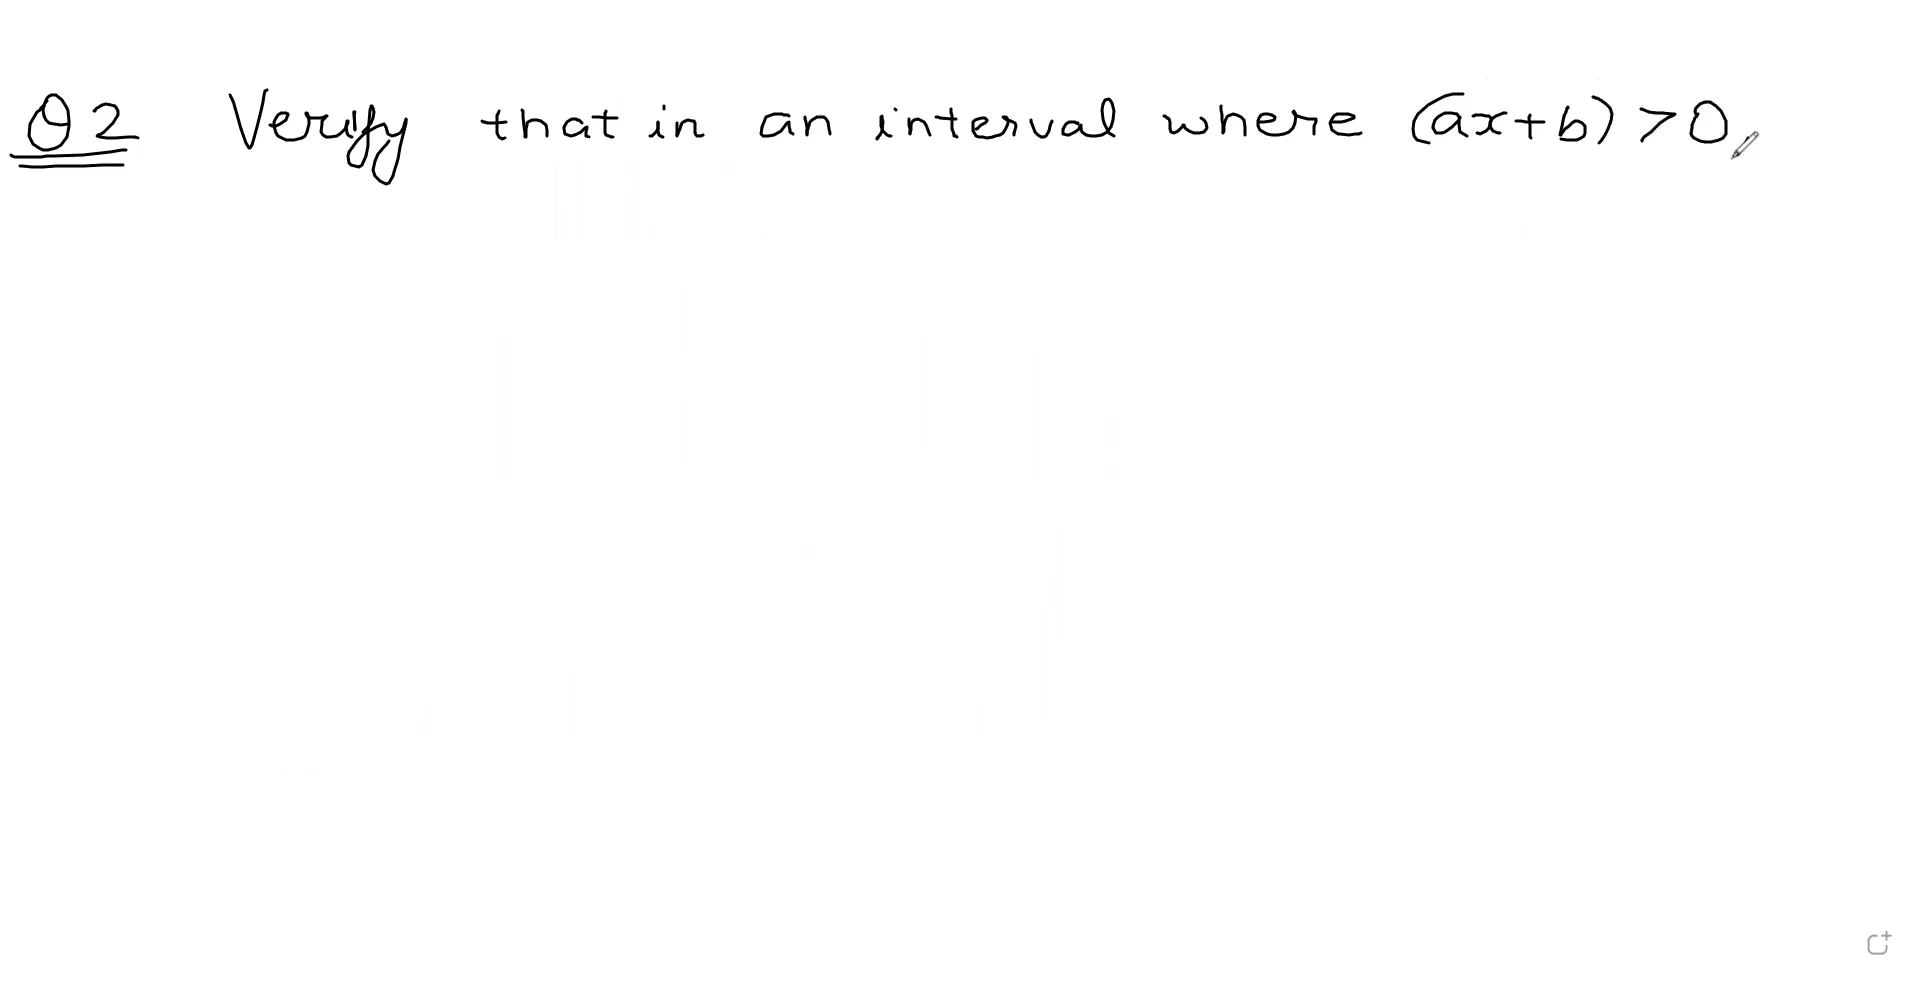 Q2 Verify that in an interval where (ax+b) > 0,